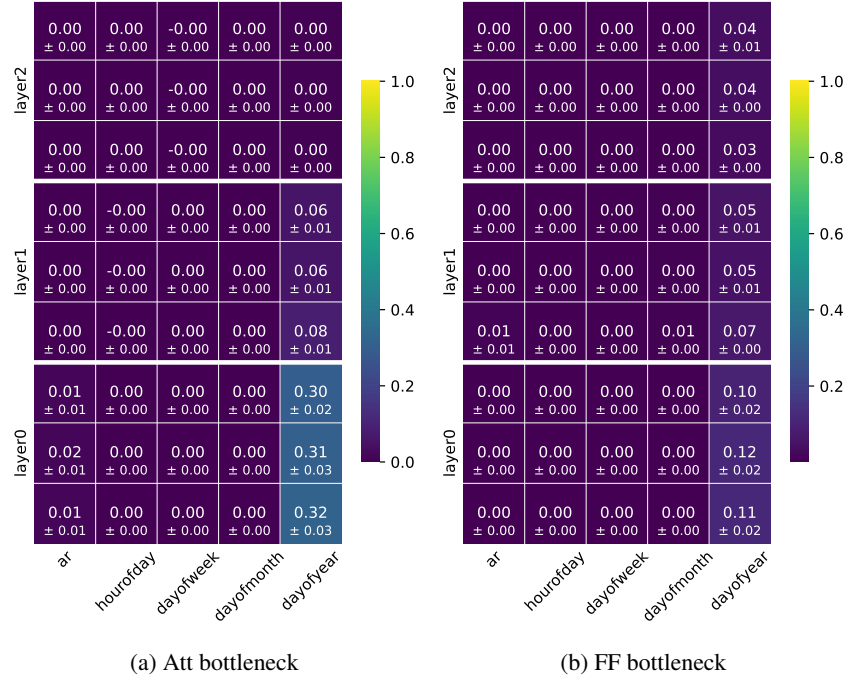 layer2
0.00 0.00 -0.00 0.00 0.00
± 0.00 ± 0.00 ± 0.00 ± 0.00 ± 0.00
0.00 0.00 -0.00 0.00 0.00
± 0.00 ± 0.00 ± 0.00 ± 0.00 ± 0.00
0.00 0.00 -0.00 0.00 0.00
± 0.00 ± 0.00 ± 0.00 ± 0.00 ± 0.00
layer1
0.00 -0.00 0.00 0.00 0.06
± 0.00 ± 0.00 ± 0.00 ± 0.00 ± 0.01
0.00 -0.00 0.00 0.00 0.06
± 0.00 ± 0.00 ± 0.00 ± 0.00 ± 0.01
0.00 -0.00 0.00 0.00 0.08
± 0.00 ± 0.00 ± 0.00 ± 0.00 ± 0.01
layer0
0.01 0.00 0.00 0.00 0.30
± 0.01 ± 0.00 ± 0.00 ± 0.00 ± 0.02
0.02 0.00 0.00 0.00 0.31
± 0.01 ± 0.00 ± 0.00 ± 0.00 ± 0.03
0.01 0.00 0.00 0.00 0.32
± 0.01 ± 0.00 ± 0.00 ± 0.00 ± 0.03
ar hourofday dayofweek dayofmonth dayofyear
1.0
0.8
0.6
0.4
0.2
0.0
(a) Att bottleneck
layer2
0.00 0.00 0.00 0.00 0.04
± 0.00 ± 0.00 ± 0.00 ± 0.00 ± 0.01
0.00 0.00 0.00 0.00 0.04
± 0.00 ± 0.00 ± 0.00 ± 0.00 ± 0.00
0.00 0.00 0.00 0.00 0.03
± 0.00 ± 0.00 ± 0.00 ± 0.00 ± 0.00
layer1
0.00 0.00 0.00 0.00 0.05
± 0.00 ± 0.00 ± 0.00 ± 0.00 ± 0.01
0.00 0.00 0.00 0.00 0.05
± 0.00 ± 0.00 ± 0.00 ± 0.00 ± 0.01
0.01 0.00 0.00 0.01 0.07
± 0.01 ± 0.00 ± 0.00 ± 0.00 ± 0.00
layer0
0.00 0.00 0.00 0.00 0.10
± 0.00 ± 0.00 ± 0.00 ± 0.00 ± 0.02
0.00 0.00 0.00 0.00 0.12
± 0.00 ± 0.00 ± 0.00 ± 0.00 ± 0.02
0.00 0.00 0.00 0.00 0.11
± 0.00 ± 0.00 ± 0.00 ± 0.00 ± 0.02
ar hourofday dayofweek dayofmonth dayofyear
1.0
0.8
0.6
0.4
0.2
(b) FF bottleneck